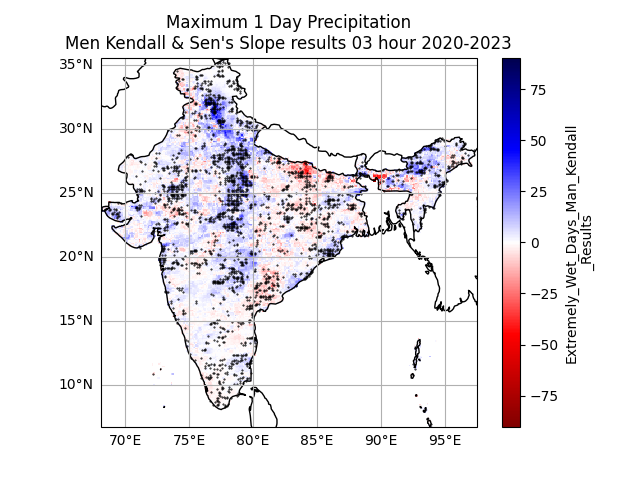 Maximum 1 Day Precipitation
Men Kendall & Sen's Slope results 03 hour 2020-2023
35°N
30°N
25°N
20°N
15°N
10°N
70°E 75°E 80°E 85°E 90°E 95°E
75
50
25
0
−25
−50
−75
Extremely_Wet_Days_Man_Kendall
_Results